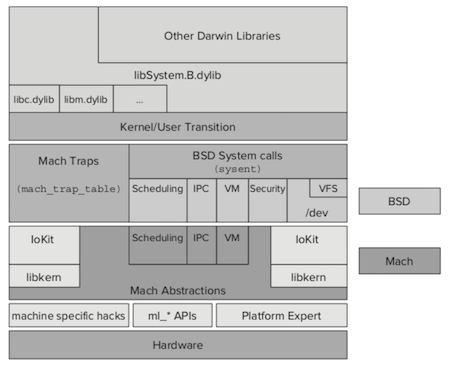 Other Darwin Libraries
libSystem.B.dylib
libc.dylib libm.dylib ...
Kernel/User Transition
Mach Traps
(mach_trap_table)
BSD System calls
(sysent)
Scheduling IPC VM Security VFS
/dev
BSD
IoKit Scheduling IPC VM IoKit
Mach
libkern libkern
Mach Abstractions
machine specific hacks ml_* APIs Platform Expert
Hardware